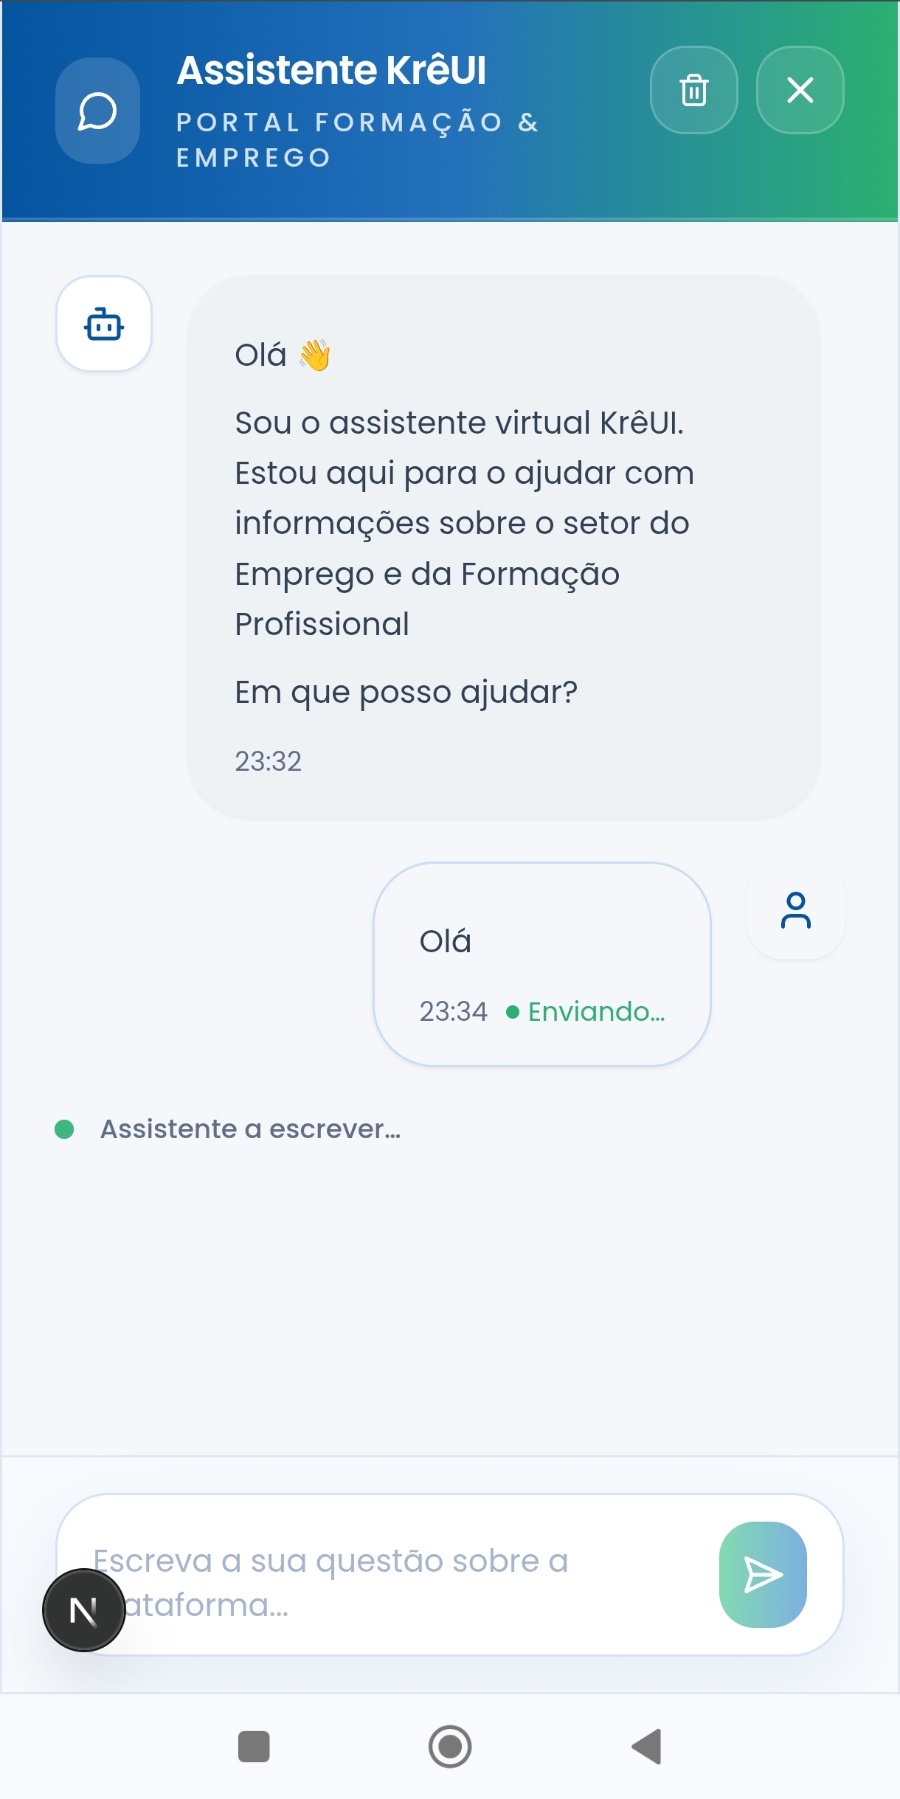 Assistente KrêUI
PORTAL FORMAÇÃO &
EMPREGO
Olá 👋
Sou o assistente virtual KrêUI.
Estou aqui para o ajudar com
informações sobre o setor do
Emprego e da Formação
Profissional
Em que posso ajudar?
23:32
Olá
23:34 Enviando...
Assistente a escrever...
Escreva a sua questão sobre a
ataforma...
N